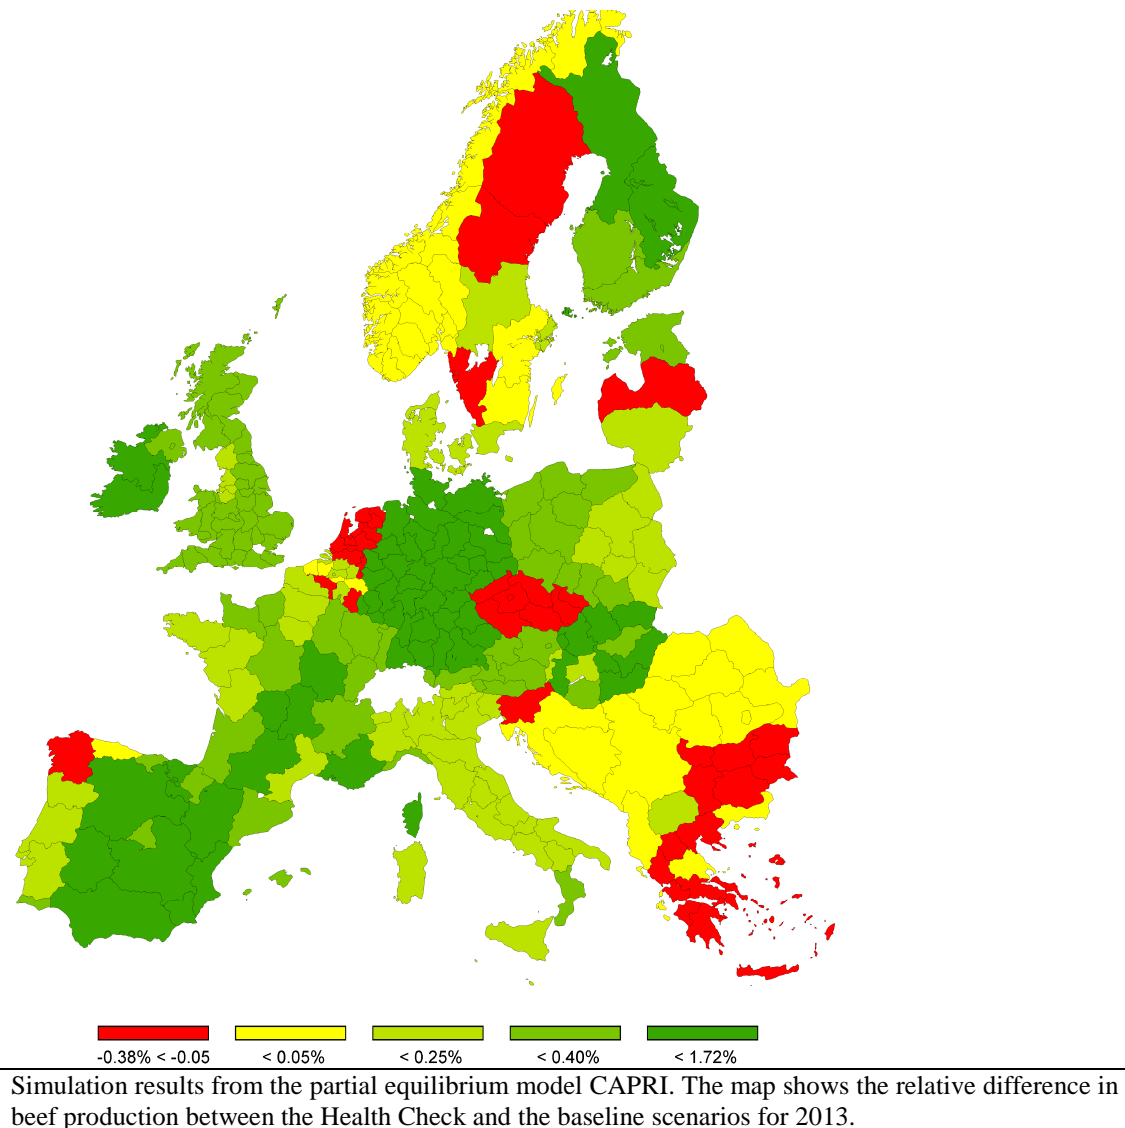 -0.38% < -0.05 < 0.05% < 0.25% < 0.40% < 1.72%
Simulation results from the partial equilibrium model CAPRI. The map shows the relative difference in
beef production between the Health Check and the baseline scenarios for 2013.